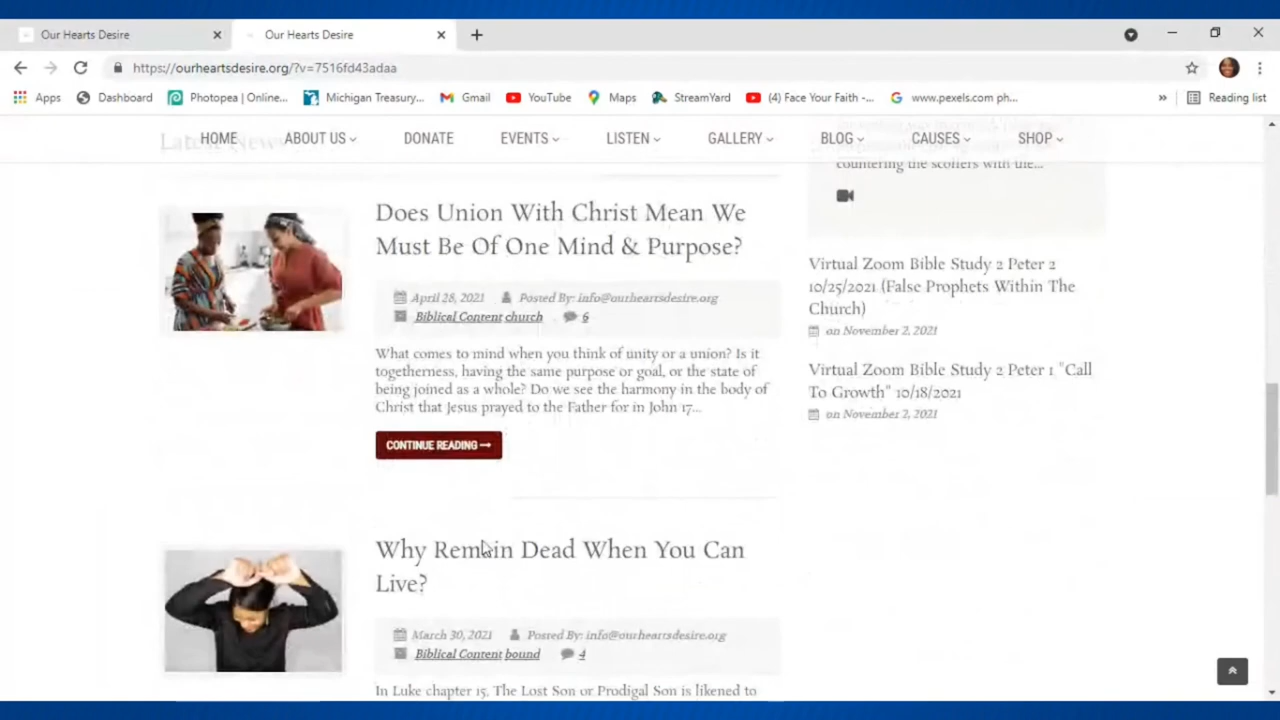 Our Hearts Desire
Our Hearts Desire
https://ourheartsdesire.org/?v=7516fd43adaa
Apps
Dashboard
Photopea | Online...
Michigan Treasury...
Gmail
YouTube
Maps
StreamYard
(4) Face Your Faith -...
www.pexels.com ph...
»
Reading list
HOME
ABOUT US
DONATE
EVENTS
LISTEN
GALLERY
BLOG
CAUSES
SHOP
Latest News
countering the scoffers with the...
Does Union With Christ Mean We
Must Be Of One Mind & Purpose?
April 28, 2021 Posted By: info@ourheartsdesire.org
Biblical Content church 6
What comes to mind when you think of unity or a union? Is it
togetherness, having the same purpose or goal, or the state of
being joined as a whole? Do we see the harmony in the body of
Christ that Jesus prayed to the Father for in John 17...
CONTINUE READING
Why Remain Dead When You Can
Live?
March 30, 2021 Posted By: info@ourheartsdesire.org
Biblical Content bound 4
In Luke chapter 15, The Lost Son or Prodigal Son is likened to
Virtual Zoom Bible Study 2 Peter 2
10/25/2021 (False Prophets Within The
Church)
on November 2, 2021
Virtual Zoom Bible Study 2 Peter 1 "Call
To Growth" 10/18/2021
on November 2, 2021